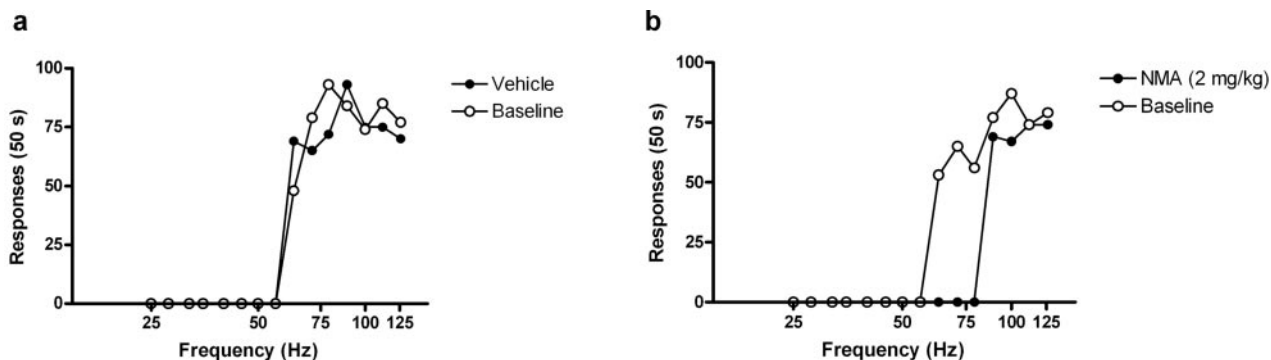 a
100
75
50
25
0
Responses (50 s)
25 50 75 100 125
Frequency (Hz)
Vehicle
Baseline
b
100
75
50
25
0
Responses (50 s)
25 50 75 100 125
Frequency (Hz)
NMA (2 mg/kg)
Baseline